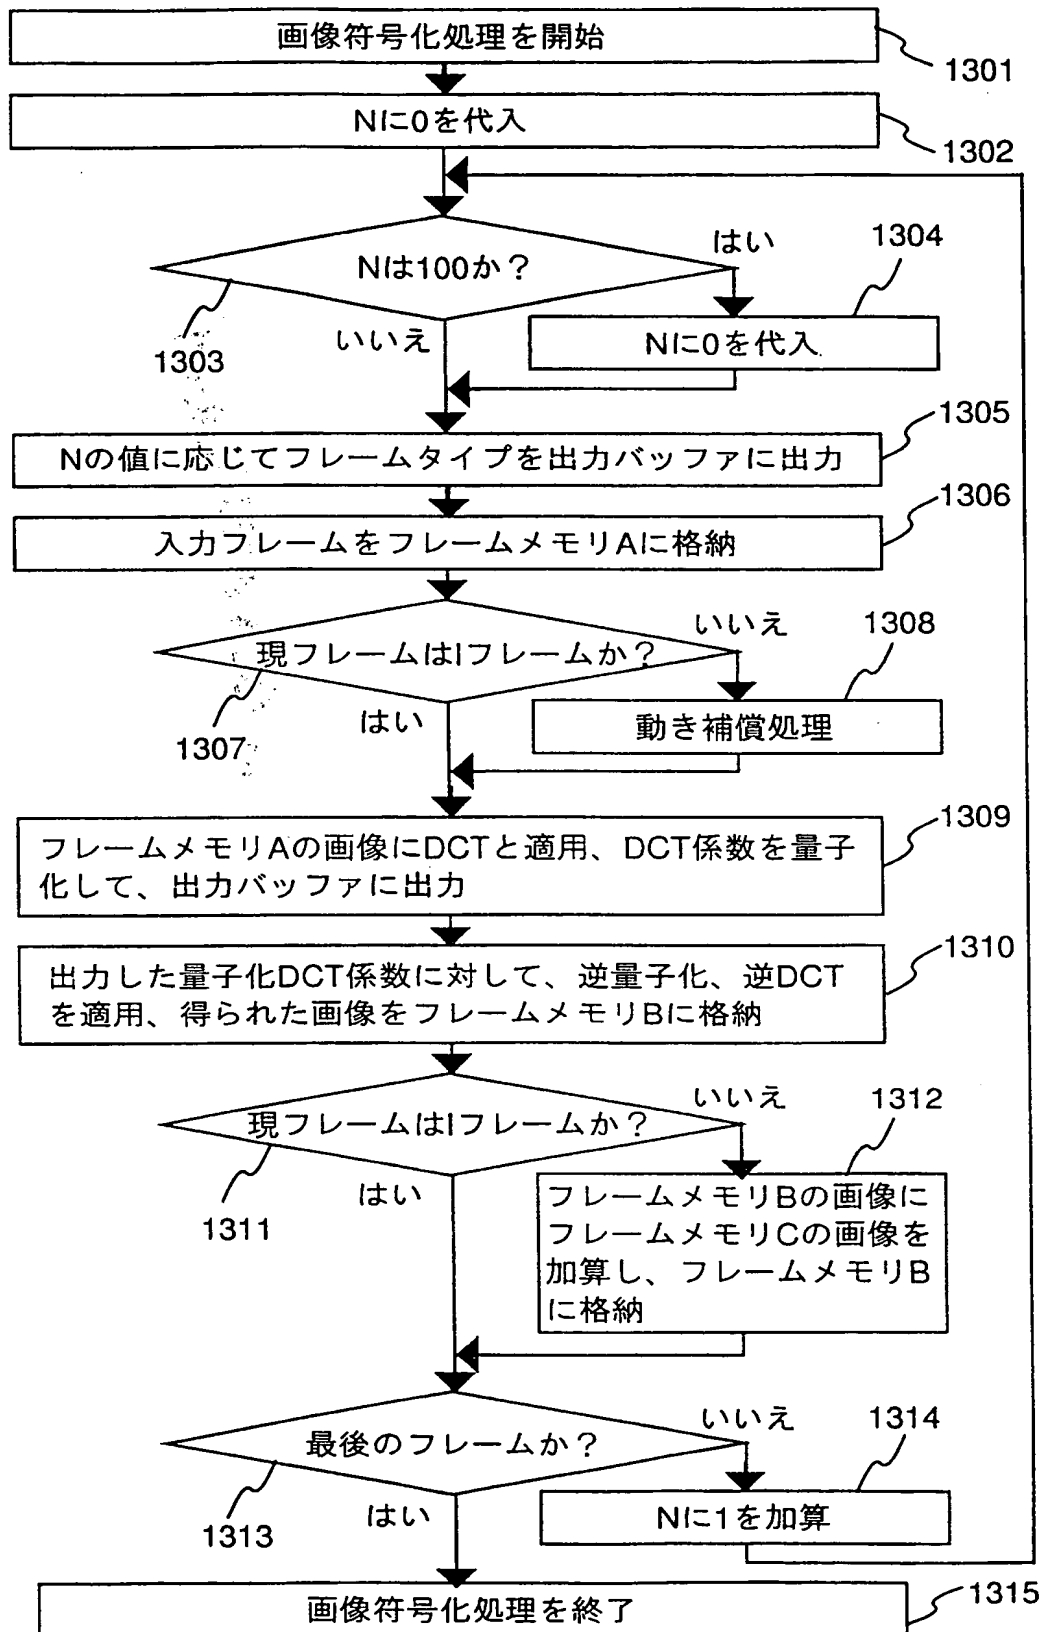 画像符号化処理を開始
1301
Nに0を代入
1302
Nは100か？
はい
1304
いいえ
1303
Nに0を代入
1305
Nの値に応じてフレームタイプを出力バッファに出力
1306
入力フレームをフレームメモリAに格納
現フレームはIフレームか？
いいえ
1308
はい
1307
動き補償処理
1309
フレームメモリAの画像にDCTと適用、DCT係数を量子
化して、出力バッファに出力
1310
出力した量子化DCT係数に対して、逆量子化、逆DCT
を適用、得られた画像をフレームメモリBに格納
現フレームはIフレームか？
いいえ
1312
はい
1311
フレームメモリBの画像に
フレームメモリCの画像を
加算し、フレームメモリB
に格納
最後のフレームか？
いいえ
1314
はい
1313
Nに1を加算
1315
画像符号化処理を終了